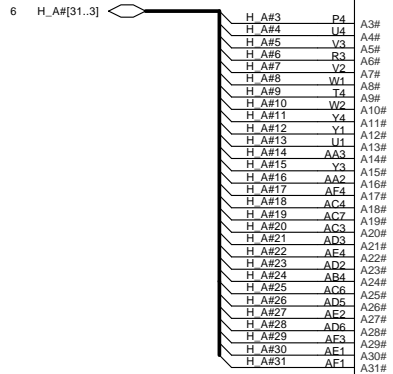 6 H_A#[31..3]
H_A#3 P4 A3#
H_A#4 U4 A4#
H_A#5 V3 A5#
H_A#6 R3 A6#
H_A#7 V2 A7#
H_A#8 W1 A8#
H_A#9 T4 A9#
H_A#10 W2 A10#
H_A#11 Y4 A11#
H_A#12 Y1 A12#
H_A#13 U1 A13#
H_A#14 AA3 A14#
H_A#15 Y3 A15#
H_A#16 AA2 A16#
H_A#17 AF4 A17#
H_A#18 AC4 A18#
H_A#19 AC7 A19#
H_A#20 AC3 A20#
H_A#21 AD3 A21#
H_A#22 AE4 A22#
H_A#23 AD2 A23#
H_A#24 AB4 A24#
H_A#25 AC6 A25#
H_A#26 AD5 A26#
H_A#27 AE2 A27#
H_A#28 AD6 A28#
H_A#29 AF3 A29#
H_A#30 AE1 A30#
H_A#31 AF1 A31#